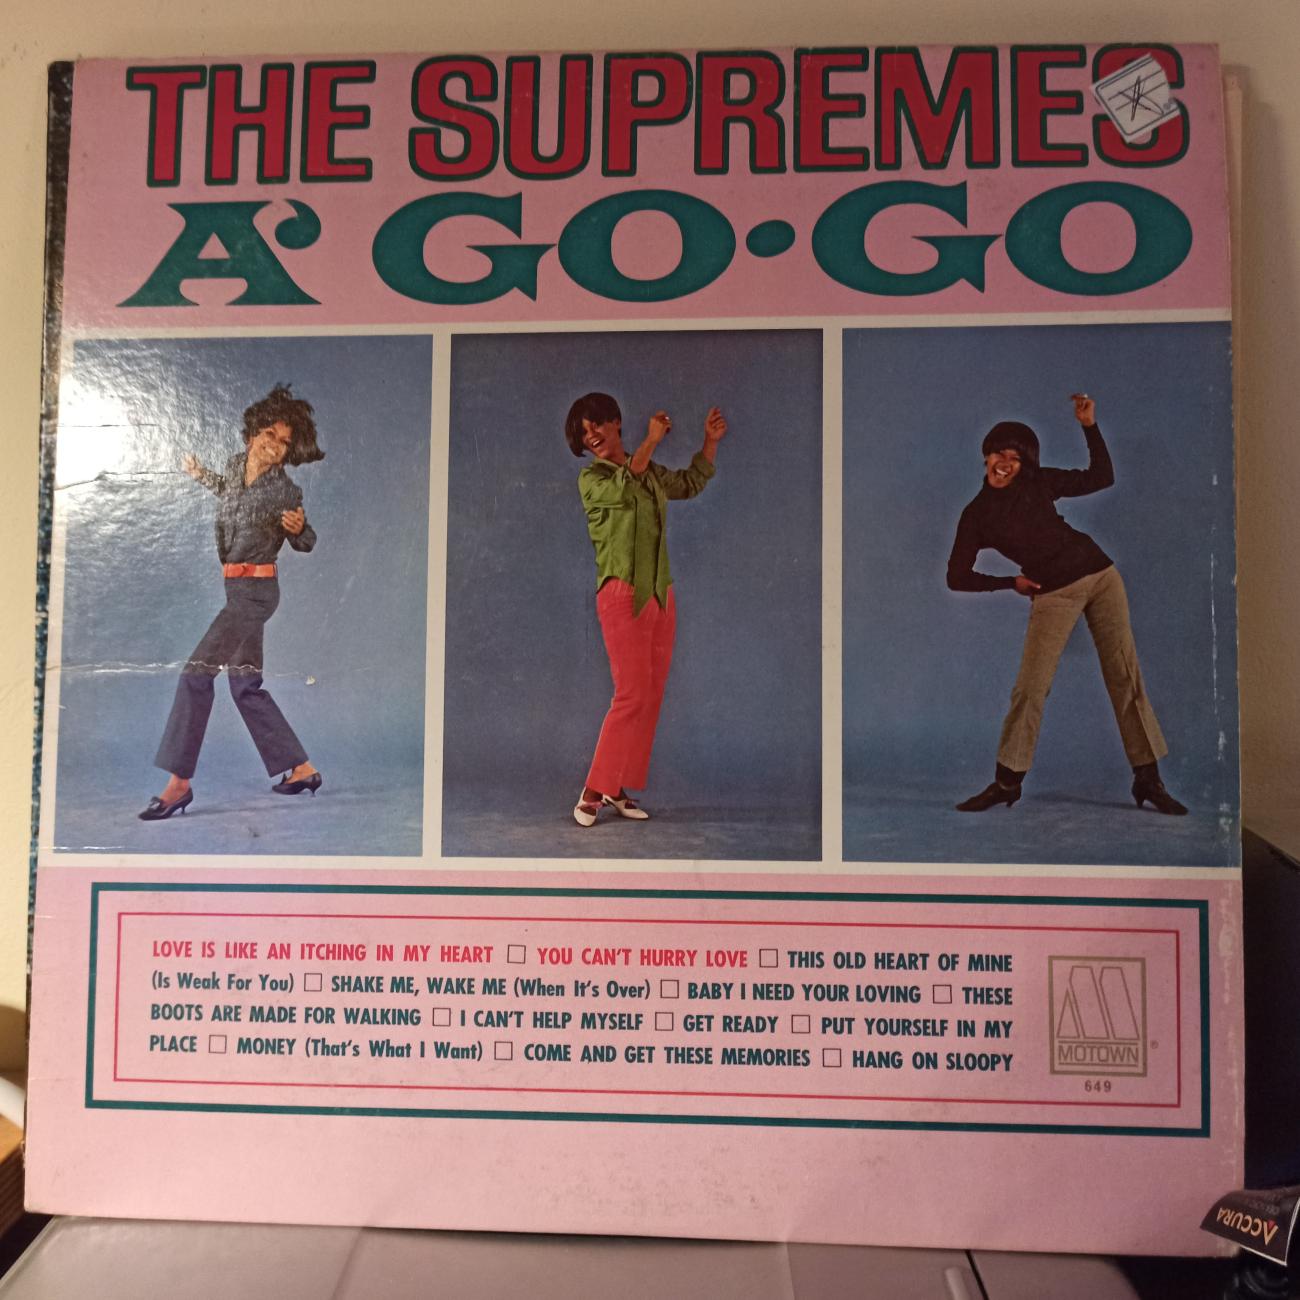 THE SUPREMES
A' GO•GO
LOVE IS LIKE AN ITCHING IN MY HEART □ YOU CAN'T HURRY LOVE □ THIS OLD HEART OF MINE
(Is Weak For You) □ SHAKE ME, WAKE ME (When It's Over) □ BABY I NEED YOUR LOVING □ THESE
BOOTS ARE MADE FOR WALKING □ I CAN'T HELP MYSELF □ GET READY □ PUT YOURSELF IN MY
PLACE □ MONEY (That's What I Want) □ COME AND GET THESE MEMORIES □ HANG ON SLOOPY
M
MOTOWN®
649
ACCURA